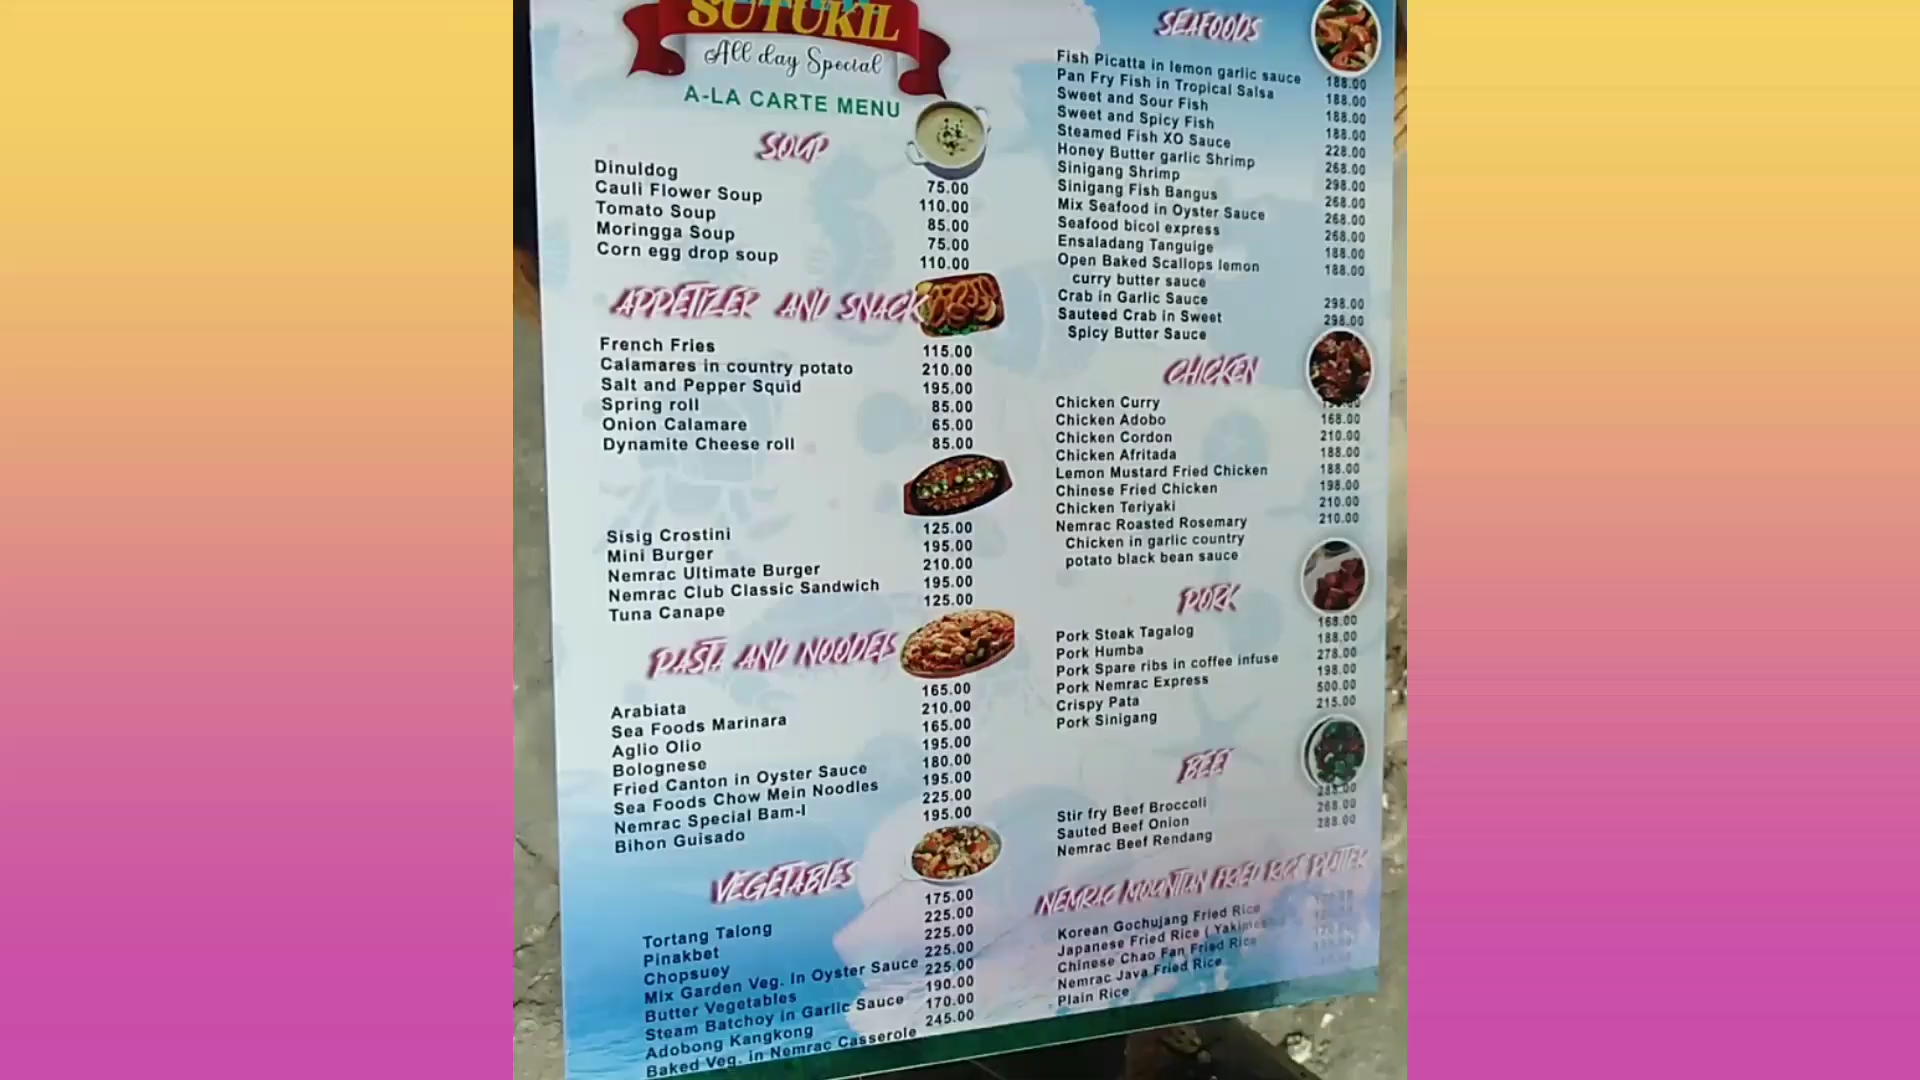 SUTUKIL
All day Special
A-LA CARTE MENU
SOUP
Dinuldog 75.00
Cauli Flower Soup 110.00
Tomato Soup 85.00
Moringga Soup 75.00
Corn egg drop soup 110.00
APPETIZER AND SNACK
French Fries 115.00
Calamares in country potato 210.00
Salt and Pepper Squid 195.00
Spring roll 85.00
Onion Calamare 65.00
Dynamite Cheese roll 85.00
Sisig Crostini 125.00
Mini Burger 195.00
Nemrac Ultimate Burger 210.00
Nemrac Club Classic Sandwich 195.00
Tuna Canape 125.00
PASTA AND NOODELS
Arabiata 165.00
Sea Foods Marinara 210.00
Aglio Olio 165.00
Bolognese 195.00
Fried Canton in Oyster Sauce 180.00
Sea Foods Chow Mein Noodles 195.00
Nemrac Special Bam-I 225.00
Bihon Guisado 195.00
VEGETABLES
Tortang Talong 175.00
Pinakbet 225.00
Chopsuey 225.00
Mix Garden Veg. In Oyster Sauce 225.00
Butter Vegetables 225.00
Steam Batchoy in Garlic Sauce 190.00
Adobong Kangkong 170.00
Baked Veg. in Nemrac Casserole 245.00
SEAFOODS
Fish Picatta in lemon garlic sauce 188.00
Pan Fry Fish in Tropical Salsa 188.00
Sweet and Sour Fish 188.00
Sweet and Spicy Fish 188.00
Steamed Fish XO Sauce 228.00
Honey Butter garlic Shrimp 268.00
Sinigang Shrimp 298.00
Sinigang Fish Bangus 268.00
Mix Seafood in Oyster Sauce 268.00
Seafood bicol express 268.00
Ensaladang Tanguige 188.00
Open Baked Scallops lemon 188.00
curry butter sauce
Crab in Garlic Sauce 298.00
Sauteed Crab in Sweet 298.00
Spicy Butter Sauce
CHICKEN
Chicken Curry
Chicken Adobo 168.00
Chicken Cordon 210.00
Chicken Afritada 188.00
Lemon Mustard Fried Chicken 188.00
Chinese Fried Chicken 198.00
Chicken Teriyaki 210.00
Nemrac Roasted Rosemary 210.00
Chicken in garlic country
potato black bean sauce
PORK
Pork Steak Tagalog 168.00
Pork Humba 188.00
Pork Spare ribs in coffee infuse 278.00
Pork Nemrac Express 198.00
Crispy Pata 500.00
Pork Sinigang 215.00
BEEF
Stir fry Beef Broccoli 288.00
Sauted Beef Onion 268.00
Nemrac Beef Rendang 288.00
NEMRAC MOUNTAN FRIED RICE PLATTER
Korean Gochujang Fried Rice
Japanese Fried Rice (
Chinese Chao Fan Fried Rice
Nemrac Java Fried Rice
Plain Rice